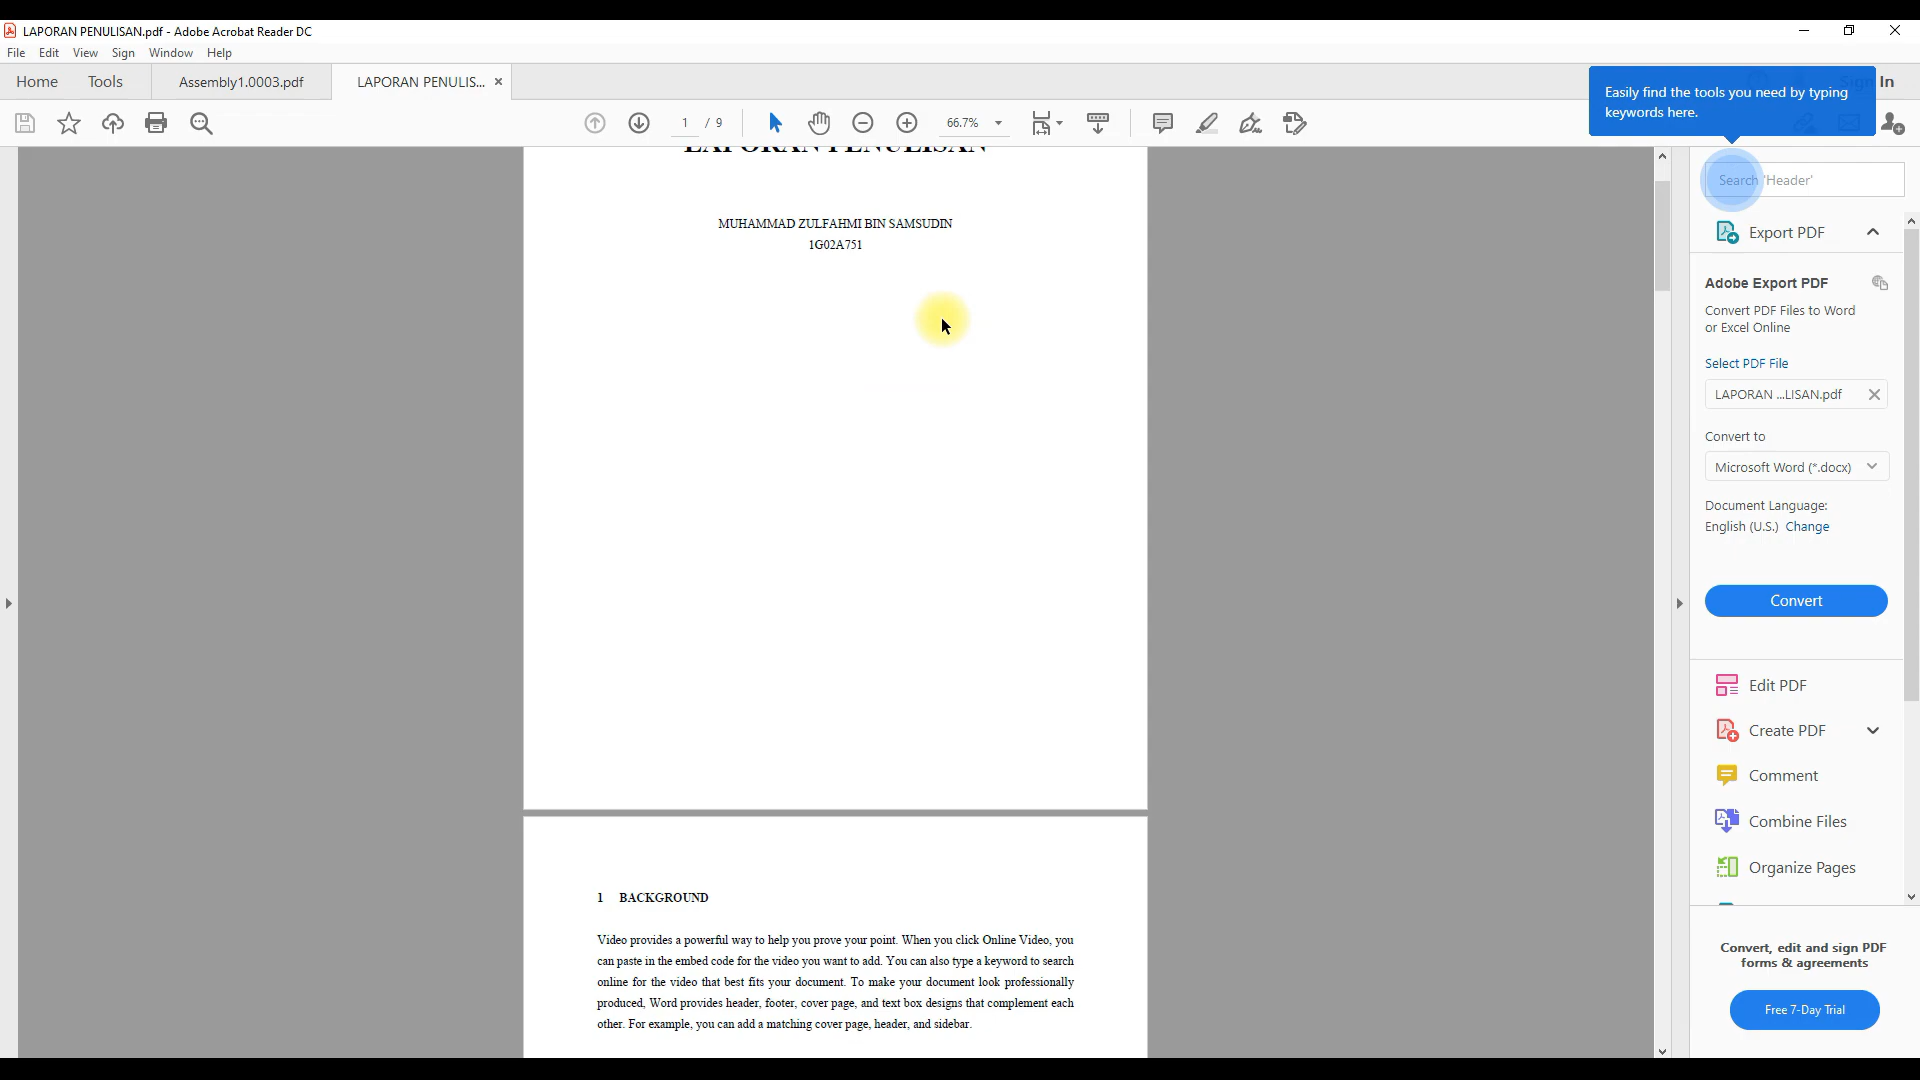 LAPORAN PENULISAN.pdf - Adobe Acrobat Reader DC
File Edit View Sign Window Help
Home Tools Assembly1.0003.pdf LAPORAN PENULIS... Sign In
Easily find the tools you need by typing
keywords here.
1 / 9 66.7%
LAPORAN PENULISAN
MUHAMMAD ZULFAHMI BIN SAMSUDIN
1G02A751
1 BACKGROUND
Video provides a powerful way to help you prove your point. When you click Online Video, you
can paste in the embed code for the video you want to add. You can also type a keyword to search
online for the video that best fits your document. To make your document look professionally
produced, Word provides header, footer, cover page, and text box designs that complement each
other. For example, you can add a matching cover page, header, and sidebar.
Search 'Header'
Export PDF
Adobe Export PDF
Convert PDF Files to Word
or Excel Online
Select PDF File
LAPORAN ...LISAN.pdf
Convert to
Microsoft Word (*.docx)
Document Language:
English (U.S.) Change
Convert
Edit PDF
Create PDF
Comment
Combine Files
Organize Pages
Convert, edit and sign PDF
forms & agreements
Free 7-Day Trial